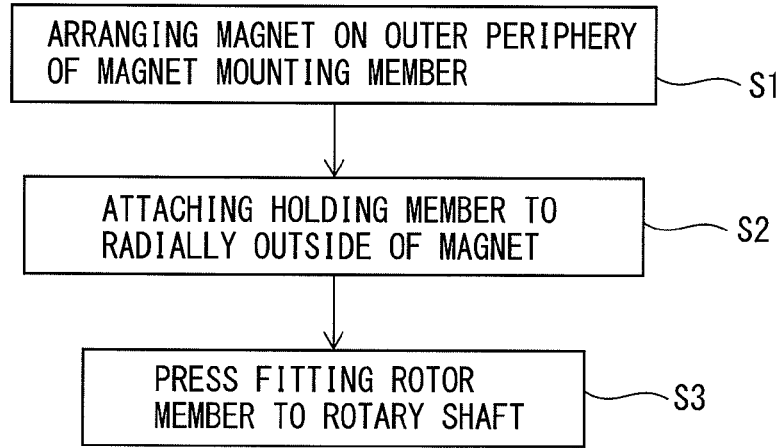 ARRANGING MAGNET ON OUTER PERIPHERY
OF MAGNET MOUNTING MEMBER
S1
ATTACHING HOLDING MEMBER TO
RADIALLY OUTSIDE OF MAGNET
S2
PRESS FITTING ROTOR
MEMBER TO ROTARY SHAFT
S3